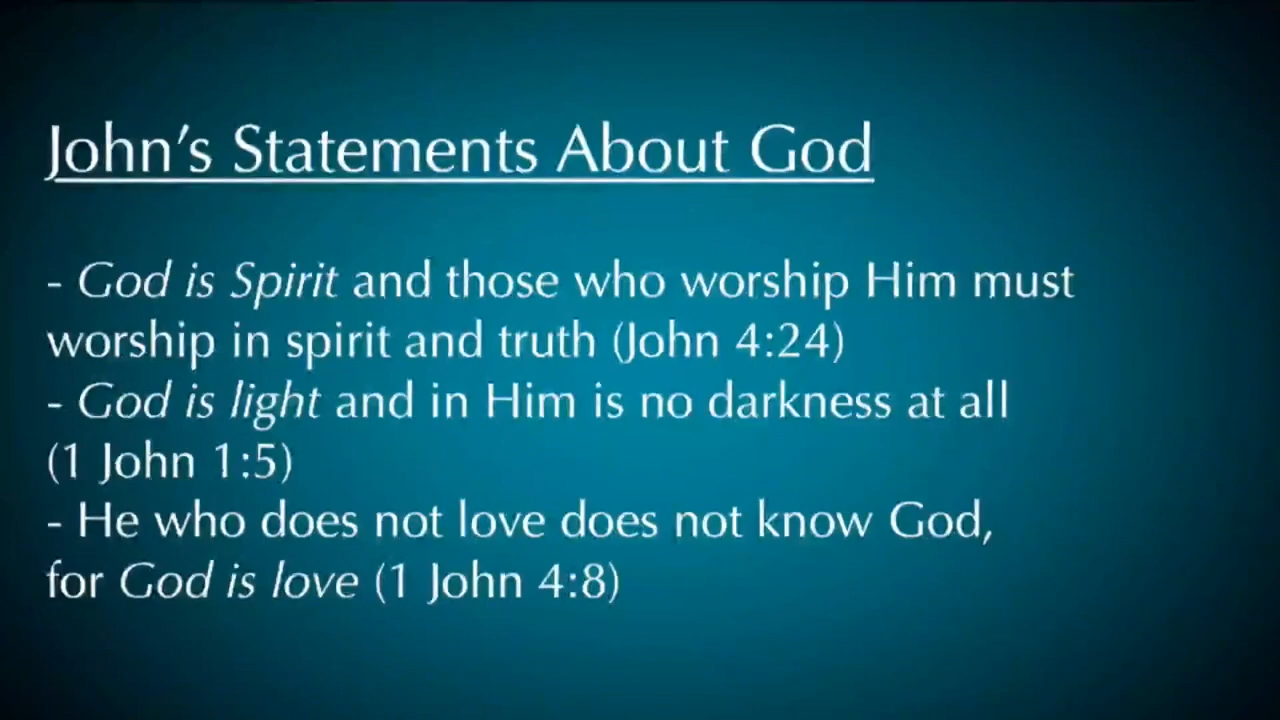 John's Statements About God
- God is Spirit and those who worship Him must
worship in spirit and truth (John 4:24)
- God is light and in Him is no darkness at all
(1 John 1:5)
- He who does not love does not know God,
for God is love (1 John 4:8)